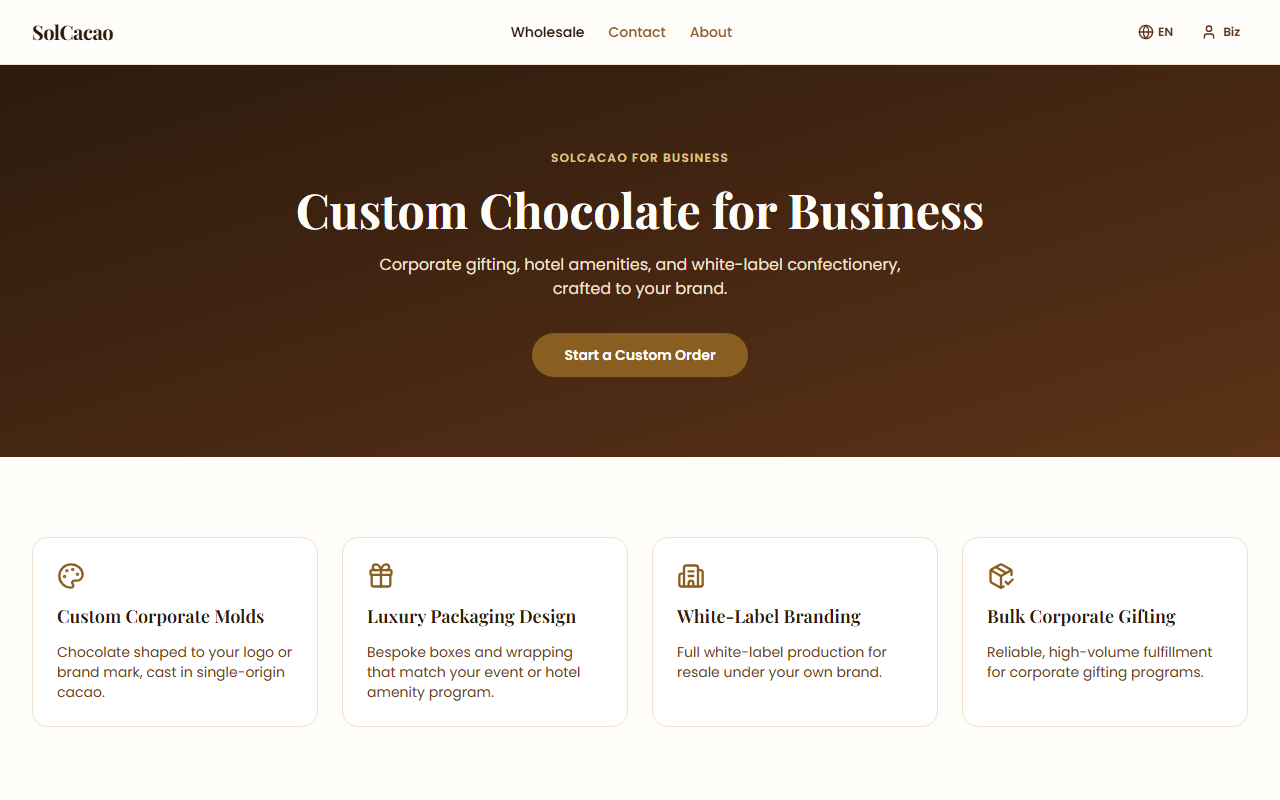 SolCacao
Wholesale Contact About
EN Biz
SOLCACAO FOR BUSINESS
Custom Chocolate for Business
Corporate gifting, hotel amenities, and white-label confectionery,
crafted to your brand.
Start a Custom Order
Custom Corporate Molds
Chocolate shaped to your logo or
brand mark, cast in single-origin
cacao.
Luxury Packaging Design
Bespoke boxes and wrapping
that match your event or hotel
amenity program.
White-Label Branding
Full white-label production for
resale under your own brand.
Bulk Corporate Gifting
Reliable, high-volume fulfillment
for corporate gifting programs.